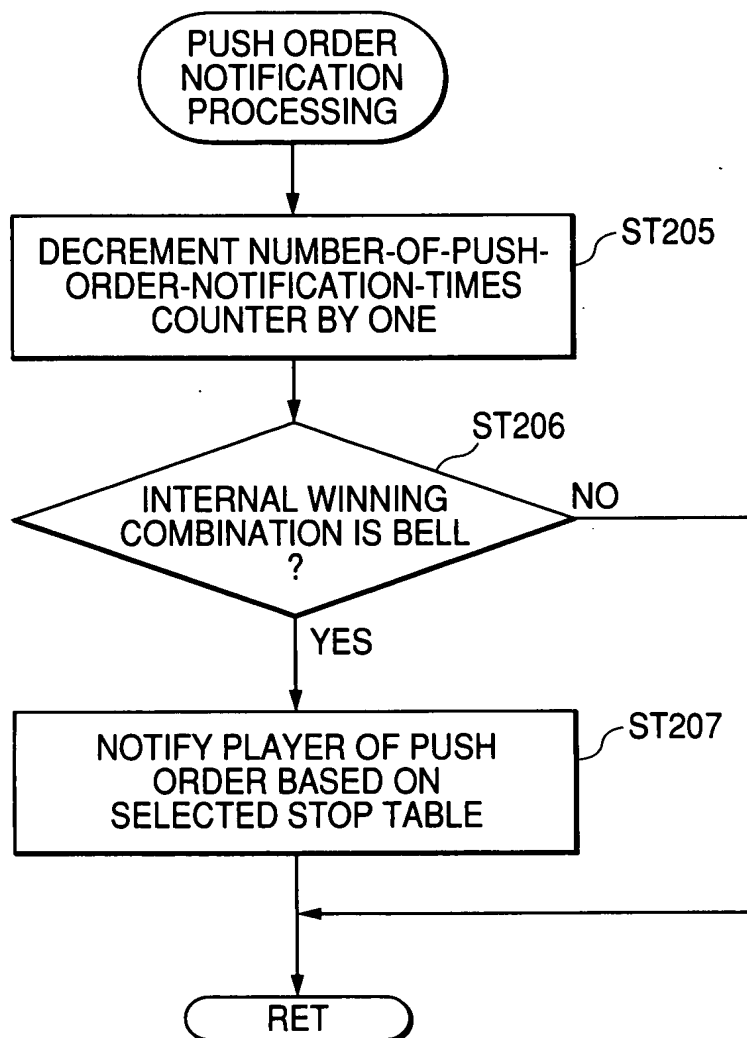 PUSH ORDER
NOTIFICATION
PROCESSING
ST205
DECREMENT NUMBER-OF-PUSH-
ORDER-NOTIFICATION-TIMES
COUNTER BY ONE
ST206
INTERNAL WINNING
COMBINATION IS BELL
?
NO
YES
ST207
NOTIFY PLAYER OF PUSH
ORDER BASED ON
SELECTED STOP TABLE
RET